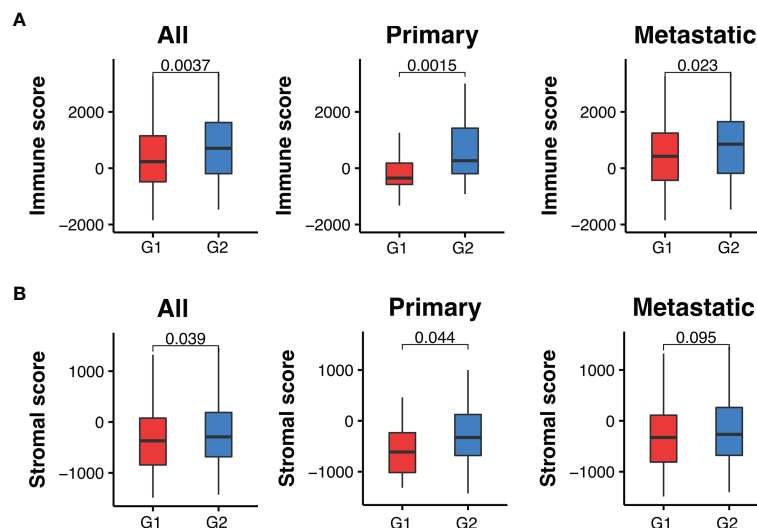 A
All
Primary
Metastatic
Immune score
2000
0
−2000
0.0037
G1 G2
Immune score
2000
0
−2000
0.0015
G1 G2
Immune score
2000
0
−2000
0.023
G1 G2
B
All
Primary
Metastatic
Stromal score
1000
0
−1000
0.039
G1 G2
Stromal score
1000
0
−1000
0.044
G1 G2
Stromal score
1000
0
−1000
0.095
G1 G2